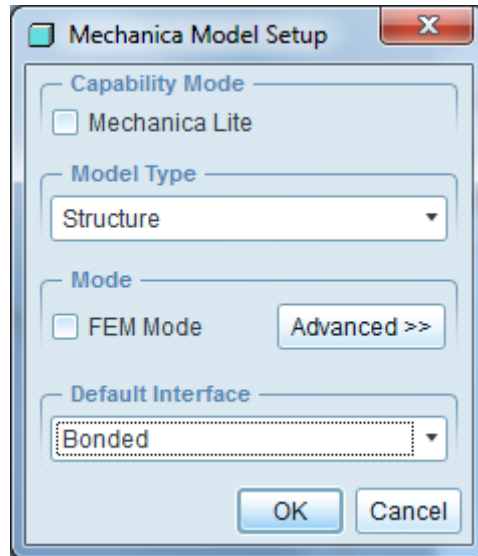 Mechanica Model Setup
Capability Mode
Mechanica Lite
Model Type
Structure
Mode
FEM Mode
Advanced >>
Default Interface
Bonded
OK
Cancel